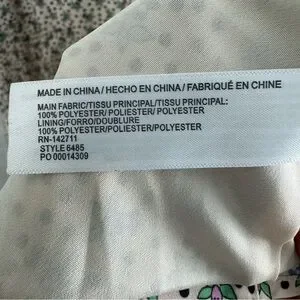 MADE IN CHINA / HECHO EN CHINA / FABRIQUÉ EN CHINE
MAIN FABRIC/TISSU PRINCIPAL/TISSU PRINCIPAL:
100% POLYESTER/ POLIESTER/ POLYESTER
LINING/FORRO/DOUBLURE
100% POLYESTER/POLIESTER/POLYESTER
RN-142711
STYLE 6485
PO 00014309